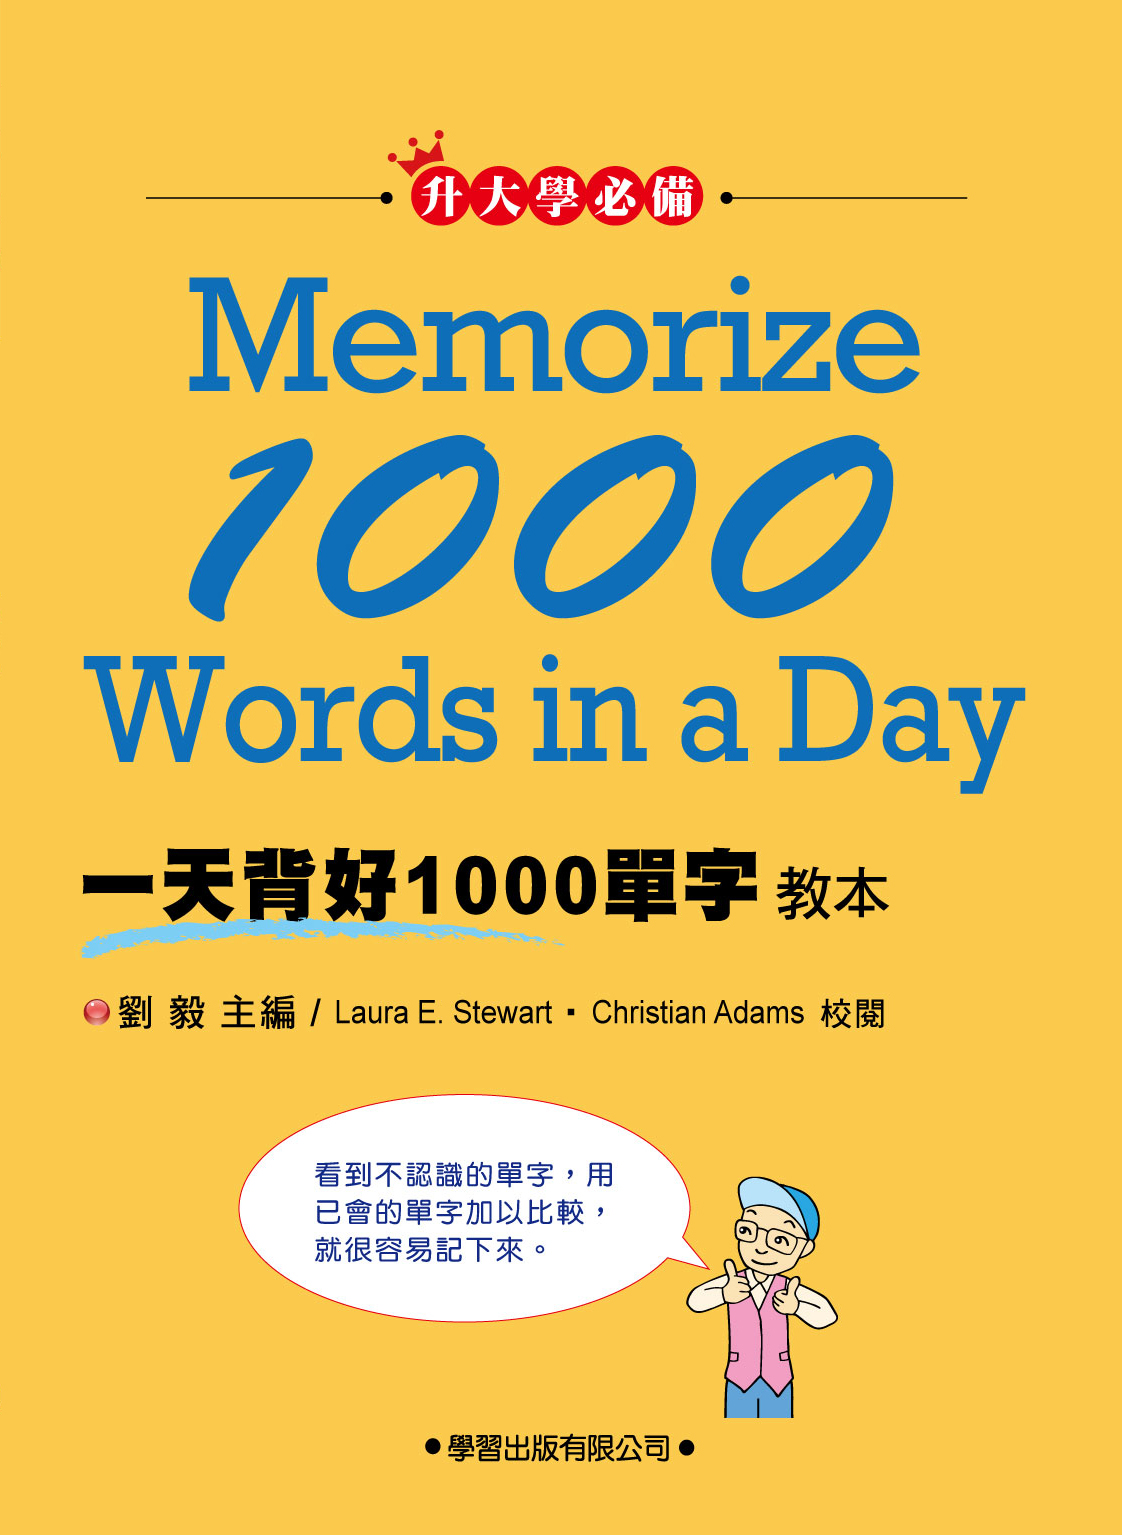 升大學必備
Memorize
1000
Words in a Day
一天背好1000單字 教本
劉 毅 主編 / Laura E. Stewart ▪ Christian Adams 校閱
看到不認識的單字，用
已會的單字加以比較，
就很容易記下來。
● 學習出版有限公司 ●